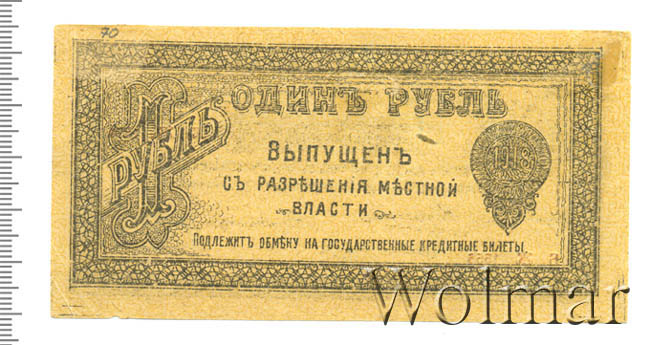 70
ОДИНЪ РУБЛЬ
1 РУБЛЬ
ВЫПУЩЕНЪ
СЪ РАЗРѢШЕНІЯ МѢСТНОЙ
ВЛАСТИ
1918
ПОДЛЕЖИТЪ ОБМѢНУ НА ГОСУДАРСТВЕННЫЕ КРЕДИТНЫЕ БИЛЕТЫ.
Wolmar